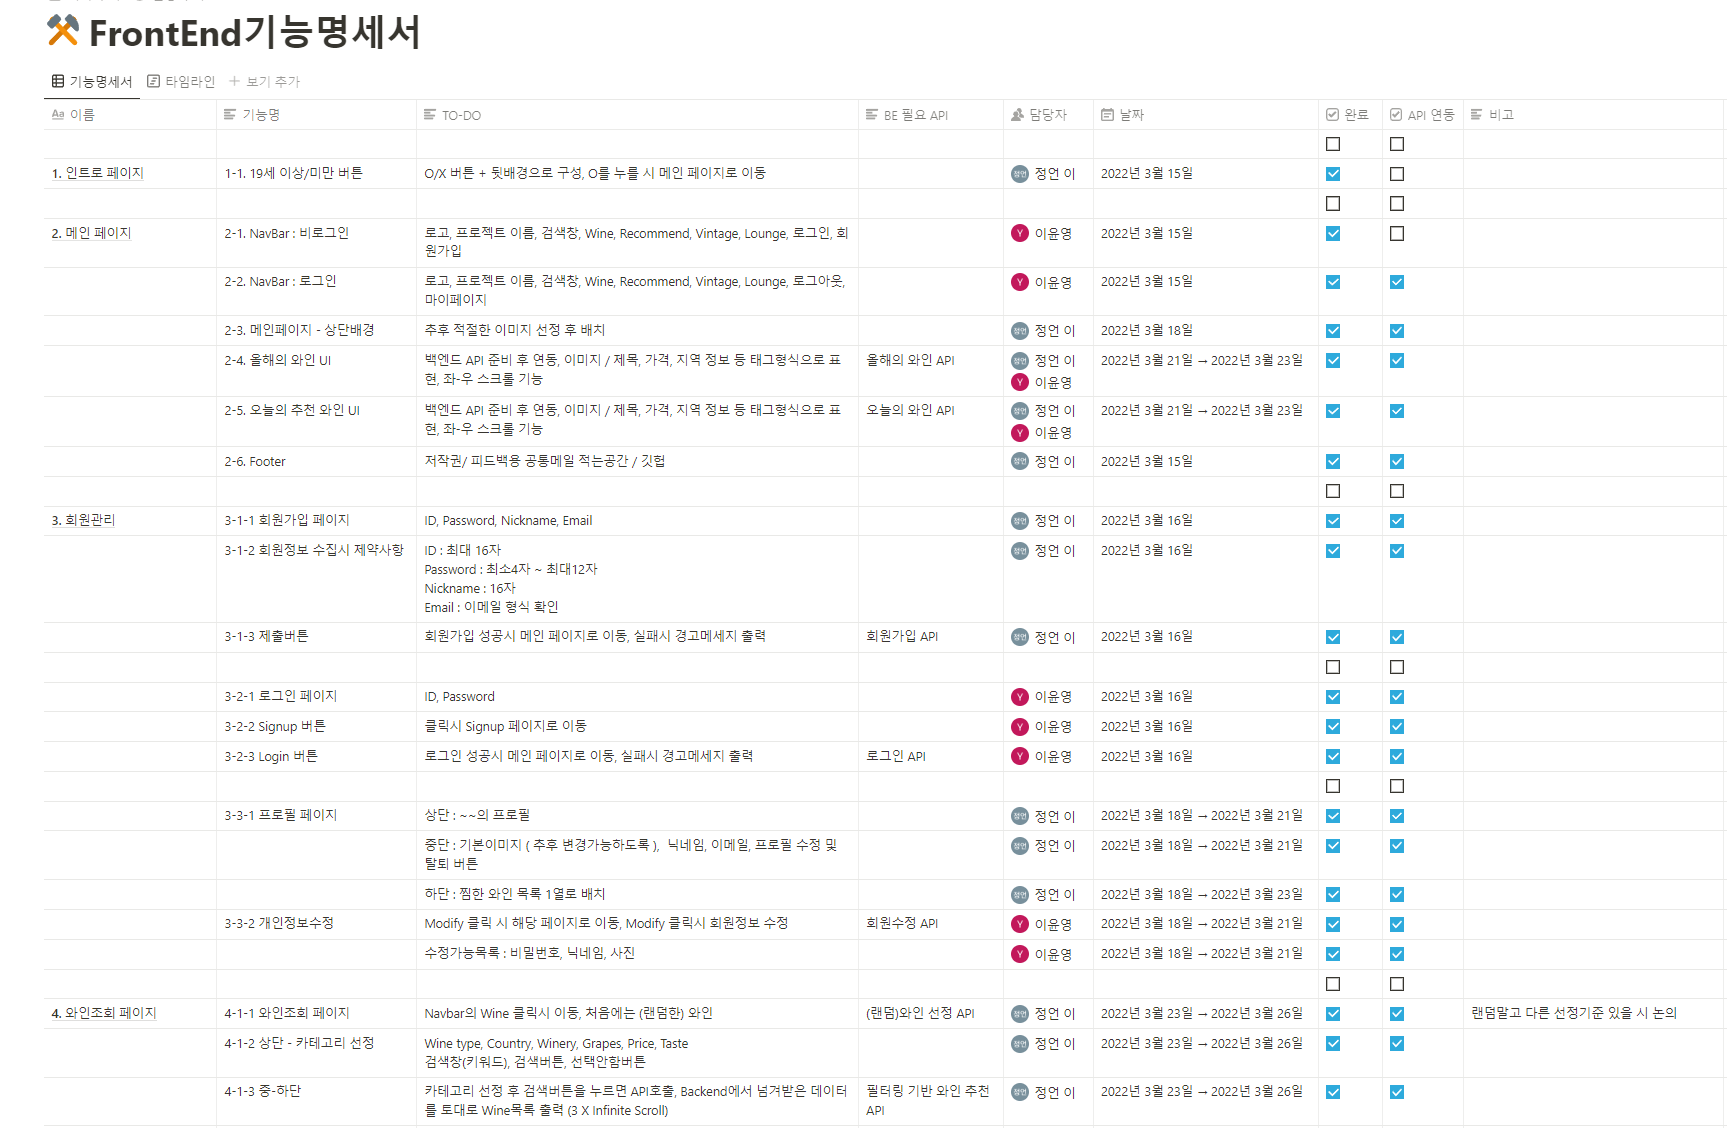 FrontEnd기능명세서
기능명세서 타임라인 + 보기 추가
Aa 이름 기능명 TO-DO BE 필요 API 담당자 날짜 완료 API 연동 비고
1. 인트로 페이지 1-1. 19세 이상/미만 버튼 O/X 버튼 + 뒷배경으로 구성, O를 누를 시 메인 페이지로 이동 정언 이 2022년 3월 15일
2. 메인 페이지 2-1. NavBar : 비로그인 로고, 프로젝트 이름, 검색창, Wine, Recommend, Vintage, Lounge, 로그인, 회 Y 이윤영 2022년 3월 15일
원가입
2-2. NavBar : 로그인 로고, 프로젝트 이름, 검색창, Wine, Recommend, Vintage, Lounge, 로그아웃, Y 이윤영 2022년 3월 15일
마이페이지
2-3. 메인페이지 - 상단배경 추후 적절한 이미지 선정 후 배치 정언 이 2022년 3월 18일
2-4. 올해의 와인 UI 백엔드 API 준비 후 연동, 이미지 / 제목, 가격, 지역 정보 등 태그형식으로 표 올해의 와인 API 정언 이 2022년 3월 21일 → 2022년 3월 23일
현, 좌-우 스크롤 기능 Y 이윤영
2-5. 오늘의 추천 와인 UI 백엔드 API 준비 후 연동, 이미지 / 제목, 가격, 지역 정보 등 태그형식으로 표 오늘의 와인 API 정언 이 2022년 3월 21일 → 2022년 3월 23일
현, 좌-우 스크롤 기능 Y 이윤영
2-6. Footer 저작권/ 피드백용 공통메일 적는공간 / 깃헙 정언 이 2022년 3월 15일
3. 회원관리 3-1-1 회원가입 페이지 ID, Password, Nickname, Email 정언 이 2022년 3월 16일
3-1-2 회원정보 수집시 제약사항 ID : 최대 16자 정언 이 2022년 3월 16일
Password : 최소4자 ~ 최대12자
Nickname : 16자
Email : 이메일 형식 확인
3-1-3 제출버튼 회원가입 성공시 메인 페이지로 이동, 실패시 경고메세지 출력 회원가입 API 정언 이 2022년 3월 16일
3-2-1 로그인 페이지 ID, Password Y 이윤영 2022년 3월 16일
3-2-2 Signup 버튼 클릭시 Signup 페이지로 이동 Y 이윤영 2022년 3월 16일
3-2-3 Login 버튼 로그인 성공시 메인 페이지로 이동, 실패시 경고메세지 출력 로그인 API Y 이윤영 2022년 3월 16일
3-3-1 프로필 페이지 상단 : ~~의 프로필 정언 이 2022년 3월 18일 → 2022년 3월 21일
중단 : 기본이미지 ( 추후 변경가능하도록 ), 닉네임, 이메일, 프로필 수정 및 정언 이 2022년 3월 18일 → 2022년 3월 21일
탈퇴 버튼
하단 : 찜한 와인 목록 1열로 배치 정언 이 2022년 3월 18일 → 2022년 3월 23일
3-3-2 개인정보수정 Modify 클릭 시 해당 페이지로 이동, Modify 클릭시 회원정보 수정 회원수정 API Y 이윤영 2022년 3월 18일 → 2022년 3월 21일
수정가능목록 : 비밀번호, 닉네임, 사진 Y 이윤영 2022년 3월 18일 → 2022년 3월 21일
4. 와인조회 페이지 4-1-1 와인조회 페이지 Navbar의 Wine 클릭시 이동, 처음에는 (랜덤한) 와인 (랜덤)와인 선정 API 정언 이 2022년 3월 23일 → 2022년 3월 26일 랜덤말고 다른 선정기준 있을 시 논의
4-1-2 상단 - 카테고리 선정 Wine type, Country, Winery, Grapes, Price, Taste 정언 이 2022년 3월 23일 → 2022년 3월 26일
검색창(키워드), 검색버튼, 선택안함버튼
4-1-3 중-하단 카테고리 선정 후 검색버튼을 누르면 API호출, Backend에서 넘겨받은 데이터 필터링 기반 와인 추천 정언 이 2022년 3월 23일 → 2022년 3월 26일
를 토대로 Wine목록 출력 (3 X Infinite Scroll) API